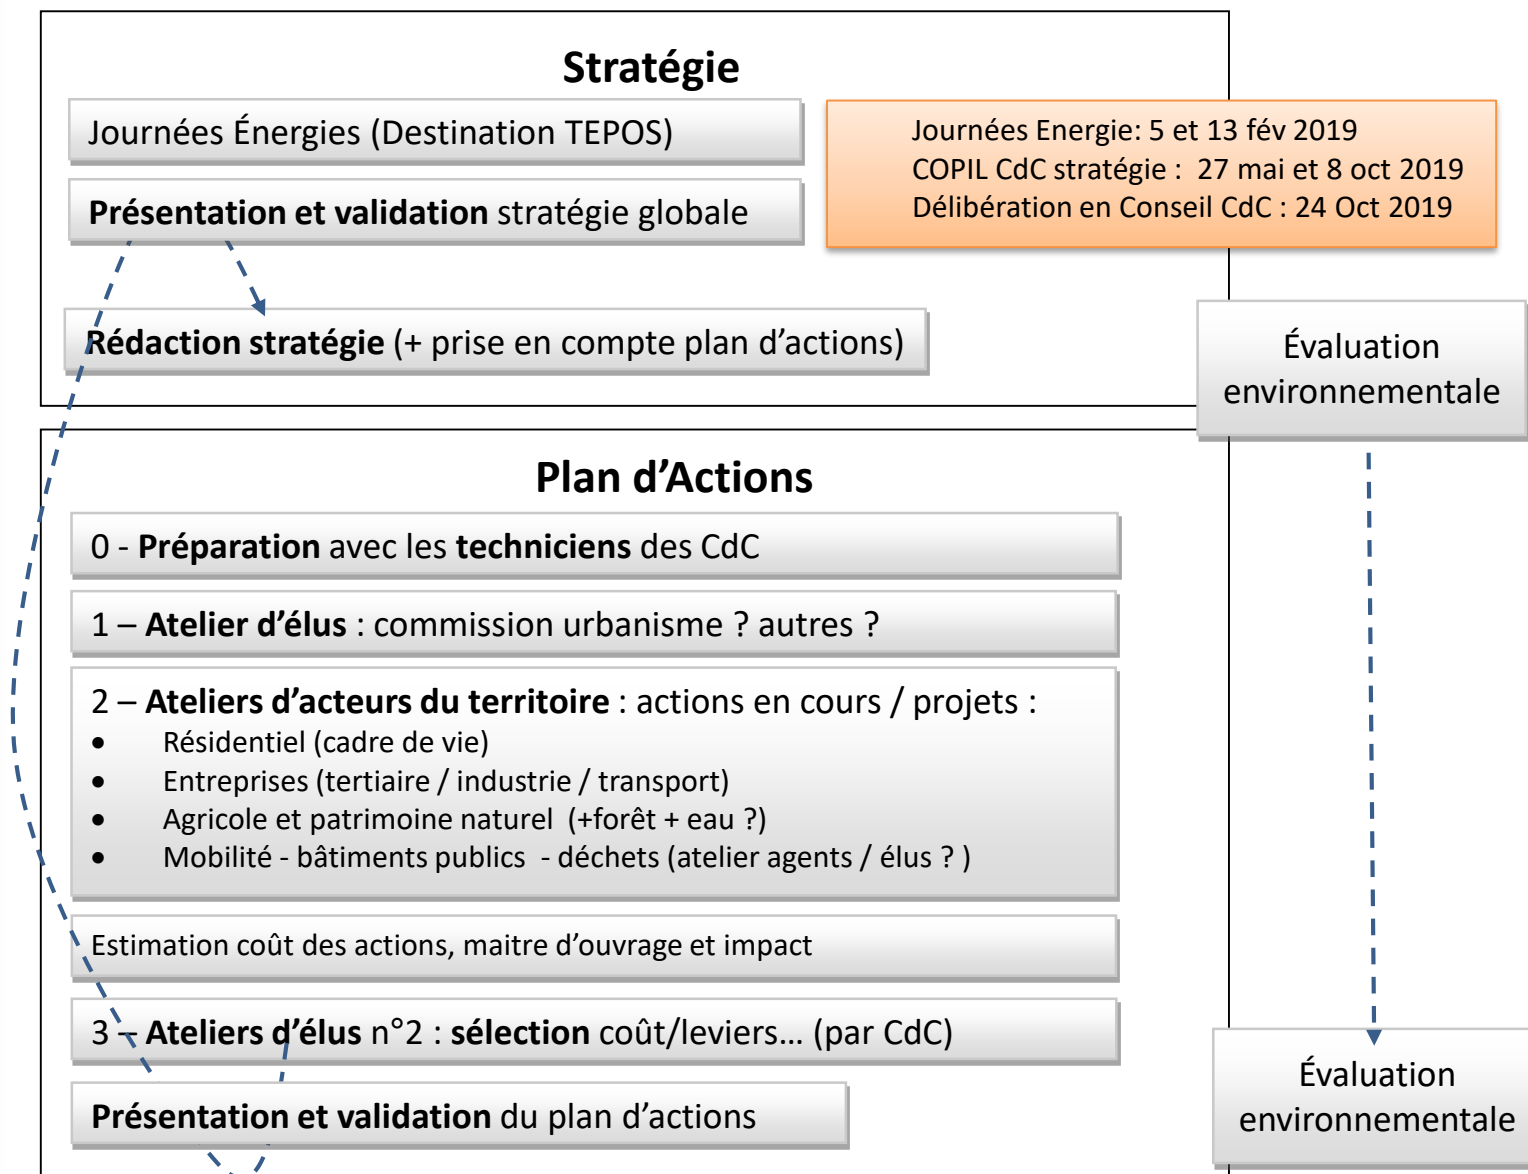 Stratégie
Journées Énergies (Destination TEPOS)
Présentation et validation stratégie globale
Journées Energie: 5 et 13 fév 2019
COPIL CdC stratégie :  27 mai et 8 oct 2019
Délibération en Conseil CdC : 24 Oct 2019
Rédaction stratégie (+ prise en compte plan d’actions)
Évaluation
environnementale
Plan d’Actions
0 - Préparation avec les techniciens des CdC
1 – Atelier d’élus : commission urbanisme ? autres ?
2 – Ateliers d’acteurs du territoire : actions en cours / projets :
• Résidentiel (cadre de vie)
• Entreprises (tertiaire / industrie / transport)
• Agricole et patrimoine naturel  (+forêt + eau ?)
• Mobilité - bâtiments publics  - déchets (atelier agents / élus ? )
Estimation coût des actions, maitre d’ouvrage et impact
3 – Ateliers d’élus n°2 : sélection coût/leviers… (par CdC)
Présentation et validation du plan d’actions
Évaluation
environnementale